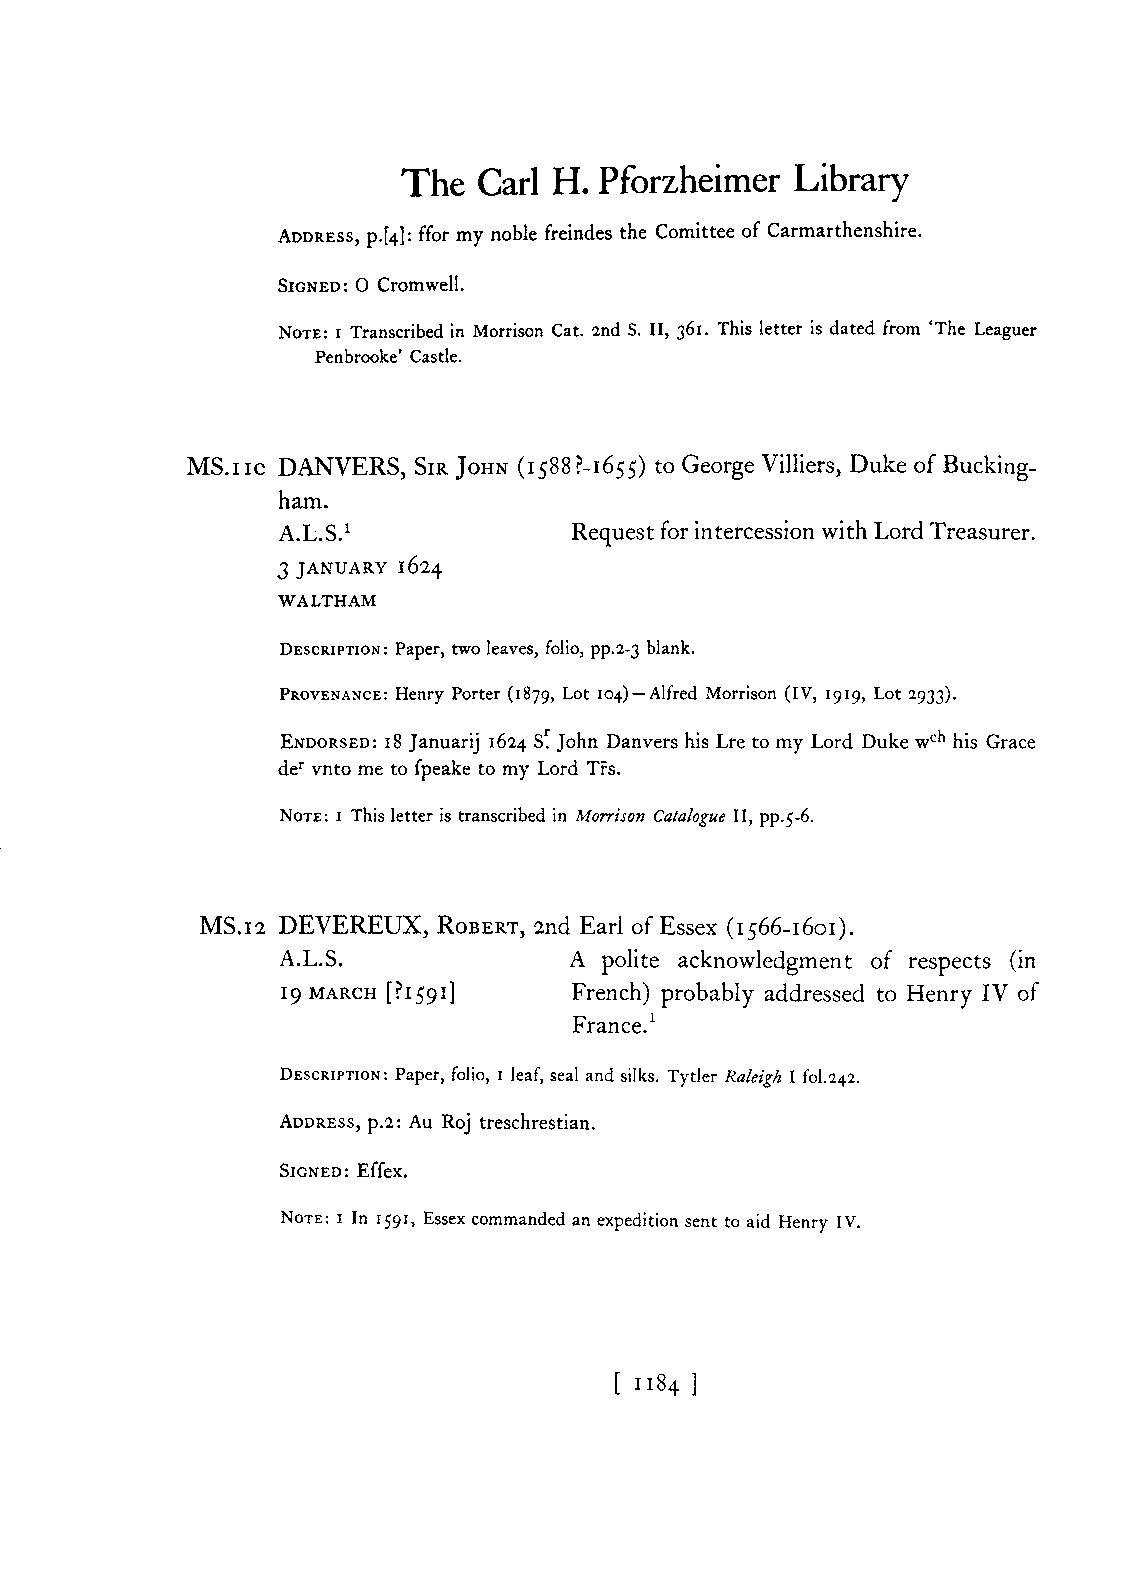 The Carl H. Pforzheimer Library
ADDRESS, p.[4]: ffor my noble freindes the Comittee of Carmarthenshire.
SIGNED: O Cromwell.
NOTE: 1 Transcribed in Morrison Cat. 2nd S. II, 361. This letter is dated from 'The Leaguer
Penbrooke' Castle.
MS.11C DANVERS, SIR JOHN (1588?-1655) to George Villiers, Duke of Bucking-
ham.
A.L.S.¹ Request for intercession with Lord Treasurer.
3 JANUARY 1624
WALTHAM
DESCRIPTION: Paper, two leaves, folio, pp.2-3 blank.
PROVENANCE: Henry Porter (1879, Lot 104)—Alfred Morrison (IV, 1919, Lot 2933).
ENDORSED: 18 Januarij 1624 Sʳ. John Danvers his Lre to my Lord Duke wᶜʰ his Grace
deʳ vnto me to ſpeake to my Lord Tr̄s.
NOTE: 1 This letter is transcribed in Morrison Catalogue II, pp.5-6.
MS.12 DEVEREUX, ROBERT, 2nd Earl of Essex (1566-1601).
A.L.S. A polite acknowledgment of respects (in
19 MARCH [?1591] French) probably addressed to Henry IV of
France.¹
DESCRIPTION: Paper, folio, 1 leaf, seal and silks. Tytler Raleigh I fol.242.
ADDRESS, p.2: Au Roj treschrestian.
SIGNED: Eſſex.
NOTE: 1 In 1591, Essex commanded an expedition sent to aid Henry IV.
[ 1184 ]